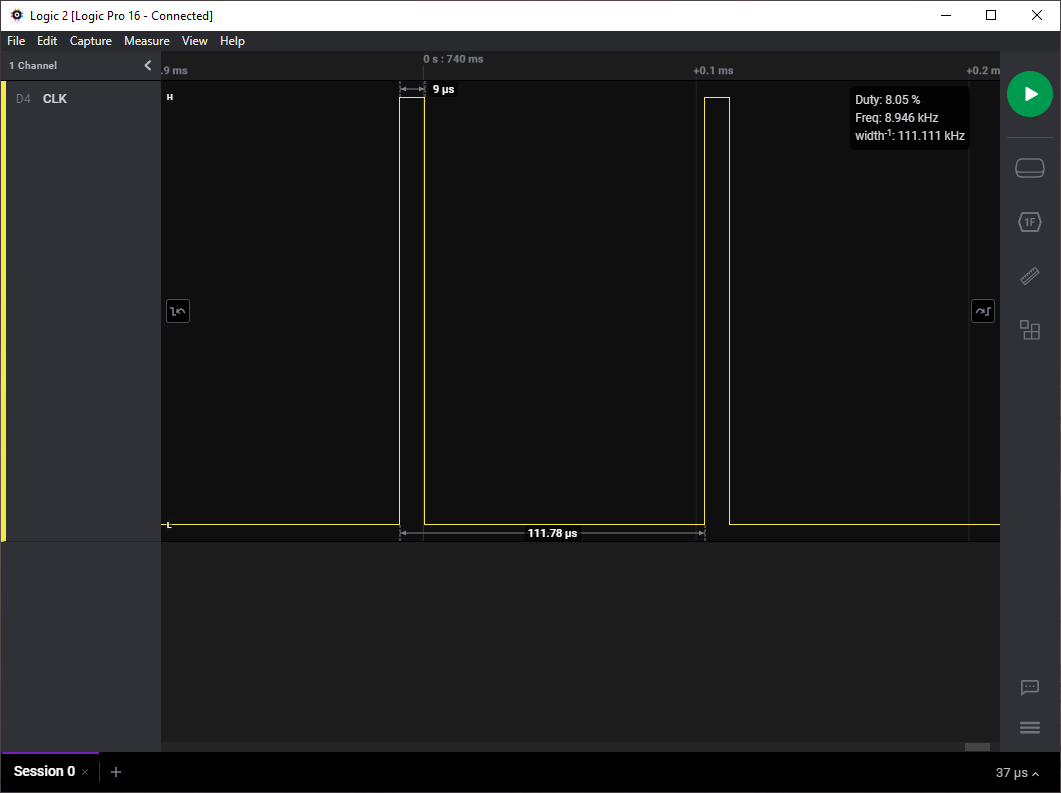 Logic 2 [Logic Pro 16 - Connected]
File Edit Capture Measure View Help
1 Channel
.9 ms
0 s : 740 ms
+0.1 ms
+0.2 m
D4 CLK
H
9 µs
Duty: 8.05 %
Freq: 8.946 kHz
width-1: 111.111 kHz
1F
L
111.78 µs
Session 0
37 µs